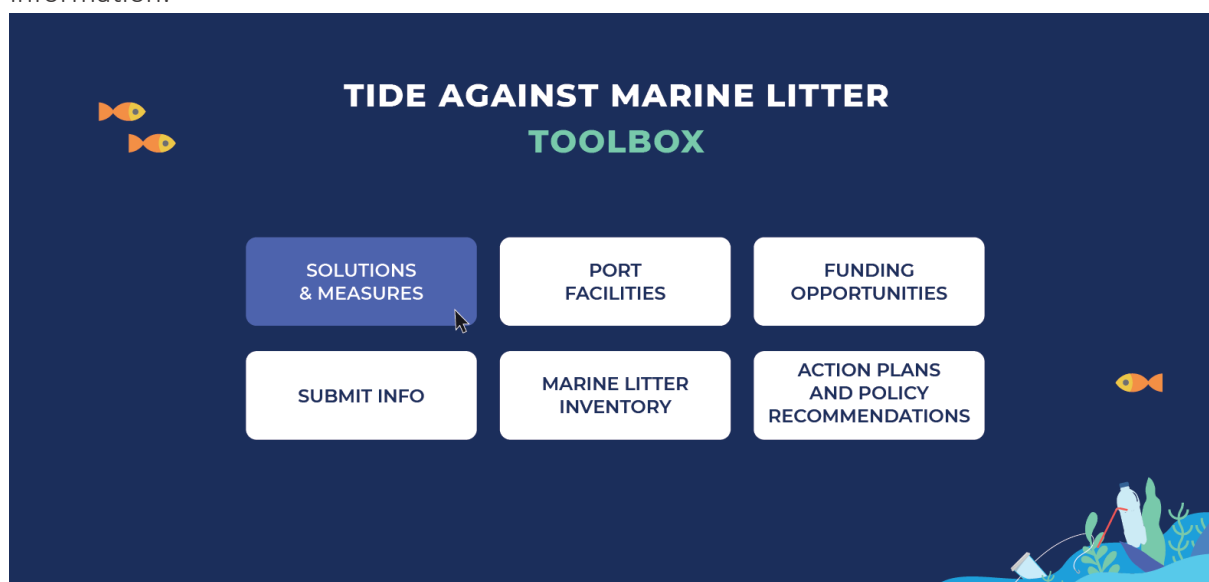 information.
TIDE AGAINST MARINE LITTER
TOOLBOX
SOLUTIONS
& MEASURES
PORT
FACILITIES
FUNDING
OPPORTUNITIES
SUBMIT INFO
MARINE LITTER
INVENTORY
ACTION PLANS
AND POLICY
RECOMMENDATIONS